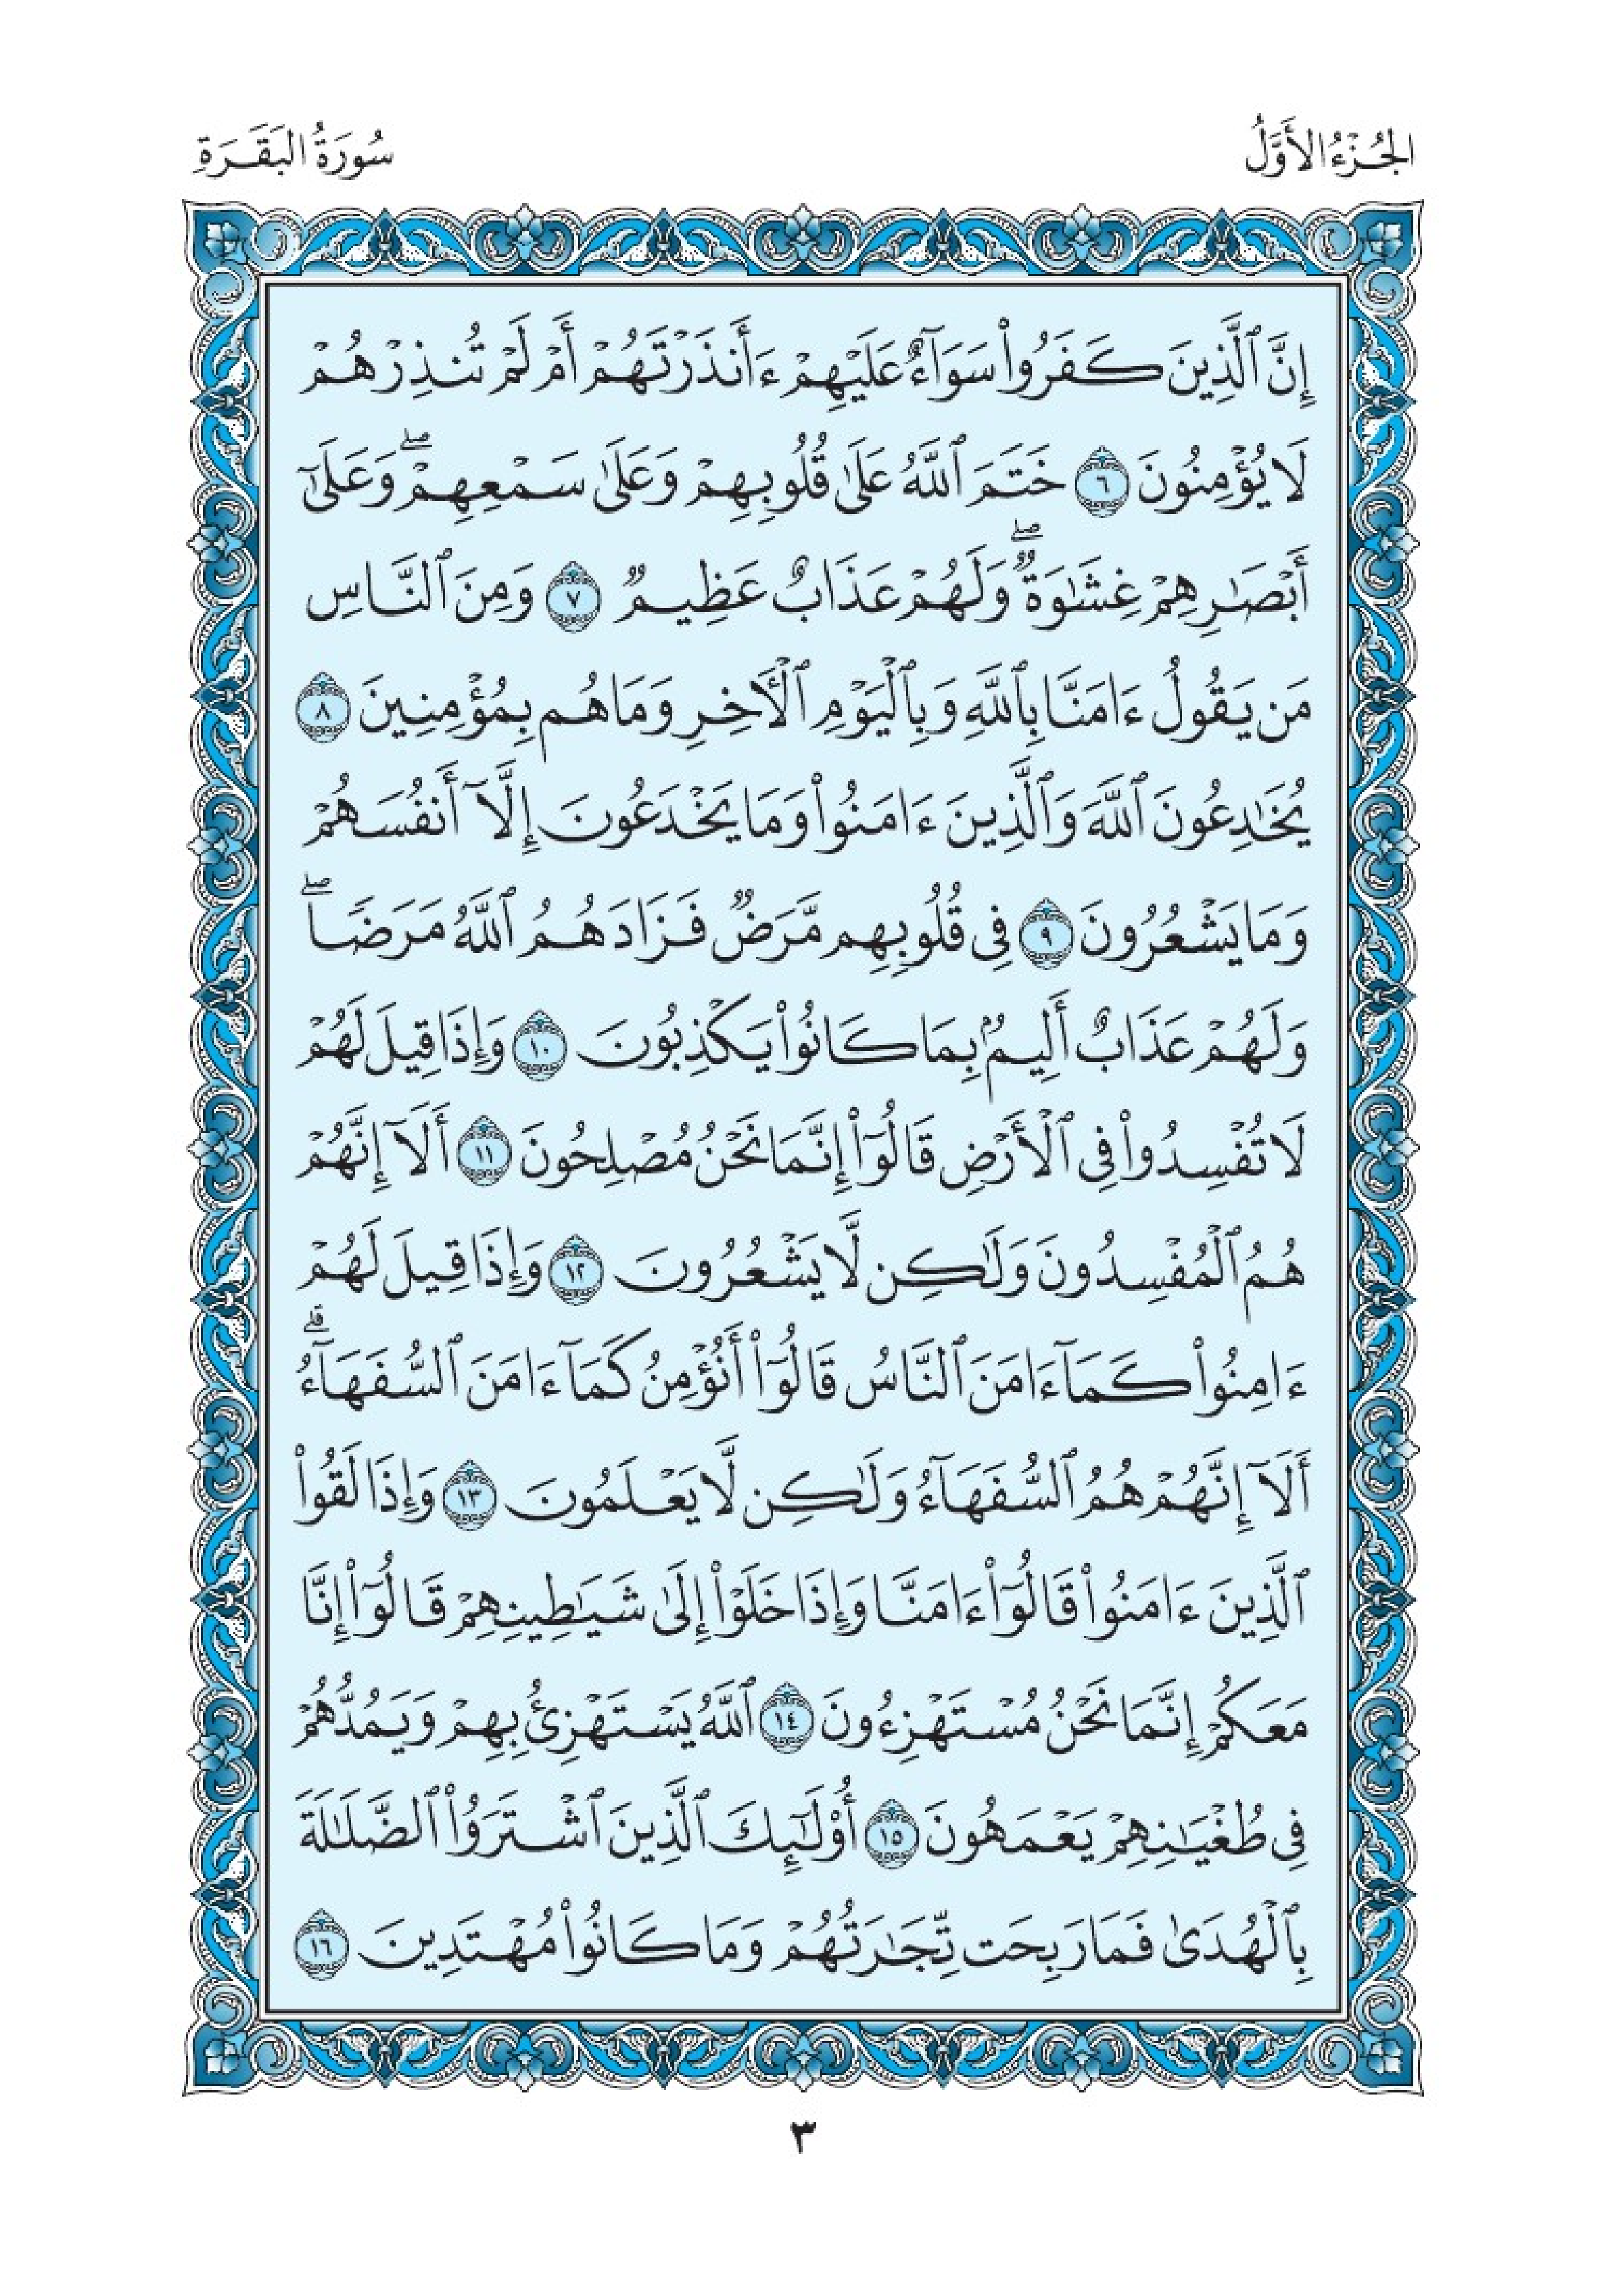 الجُزْءُ الأَوَّلُ
سُورَةُ البَقَرَةِ
إِنَّ ٱلَّذِينَ كَفَرُوا۟ سَوَآءٌ عَلَيْهِمْ ءَأَنذَرْتَهُمْ أَمْ لَمْ تُنذِرْهُمْ
لَا يُؤْمِنُونَ ٦ خَتَمَ ٱللَّهُ عَلَىٰ قُلُوبِهِمْ وَعَلَىٰ سَمْعِهِمْ ۖ وَعَلَىٰٓ
أَبْصَـٰرِهِمْ غِشَـٰوَةٌ ۖ وَلَهُمْ عَذَابٌ عَظِيمٌ ٧ وَمِنَ ٱلنَّاسِ
مَن يَقُولُ ءَامَنَّا بِٱللَّهِ وَبِٱلْيَوْمِ ٱلْـَٔاخِرِ وَمَا هُم بِمُؤْمِنِينَ ٨
يُخَـٰدِعُونَ ٱللَّهَ وَٱلَّذِينَ ءَامَنُوا۟ وَمَا يَخْدَعُونَ إِلَّآ أَنفُسَهُمْ
وَمَا يَشْعُرُونَ ٩ فِى قُلُوبِهِم مَّرَضٌ فَزَادَهُمُ ٱللَّهُ مَرَضًا ۖ
وَلَهُمْ عَذَابٌ أَلِيمٌۢ بِمَا كَانُوا۟ يَكْذِبُونَ ١٠ وَإِذَا قِيلَ لَهُمْ
لَا تُفْسِدُوا۟ فِى ٱلْأَرْضِ قَالُوٓا۟ إِنَّمَا نَحْنُ مُصْلِحُونَ ١١ أَلَآ إِنَّهُمْ
هُمُ ٱلْمُفْسِدُونَ وَلَـٰكِن لَّا يَشْعُرُونَ ١٢ وَإِذَا قِيلَ لَهُمْ
ءَامِنُوا۟ كَمَآ ءَامَنَ ٱلنَّاسُ قَالُوٓا۟ أَنُؤْمِنُ كَمَآ ءَامَنَ ٱلسُّفَهَآءُ ۗ
أَلَآ إِنَّهُمْ هُمُ ٱلسُّفَهَآءُ وَلَـٰكِن لَّا يَعْلَمُونَ ١٣ وَإِذَا لَقُوا۟
ٱلَّذِينَ ءَامَنُوا۟ قَالُوٓا۟ ءَامَنَّا وَإِذَا خَلَوْا۟ إِلَىٰ شَيَـٰطِينِهِمْ قَالُوٓا۟ إِنَّا
مَعَكُمْ إِنَّمَا نَحْنُ مُسْتَهْزِءُونَ ١٤ ٱللَّهُ يَسْتَهْزِئُ بِهِمْ وَيَمُدُّهُمْ
فِى طُغْيَـٰنِهِمْ يَعْمَهُونَ ١٥ أُو۟لَـٰٓئِكَ ٱلَّذِينَ ٱشْتَرَوُا۟ ٱلضَّلَـٰلَةَ
بِٱلْهُدَىٰ فَمَا رَبِحَت تِّجَـٰرَتُهُمْ وَمَا كَانُوا۟ مُهْتَدِينَ ١٦
٣